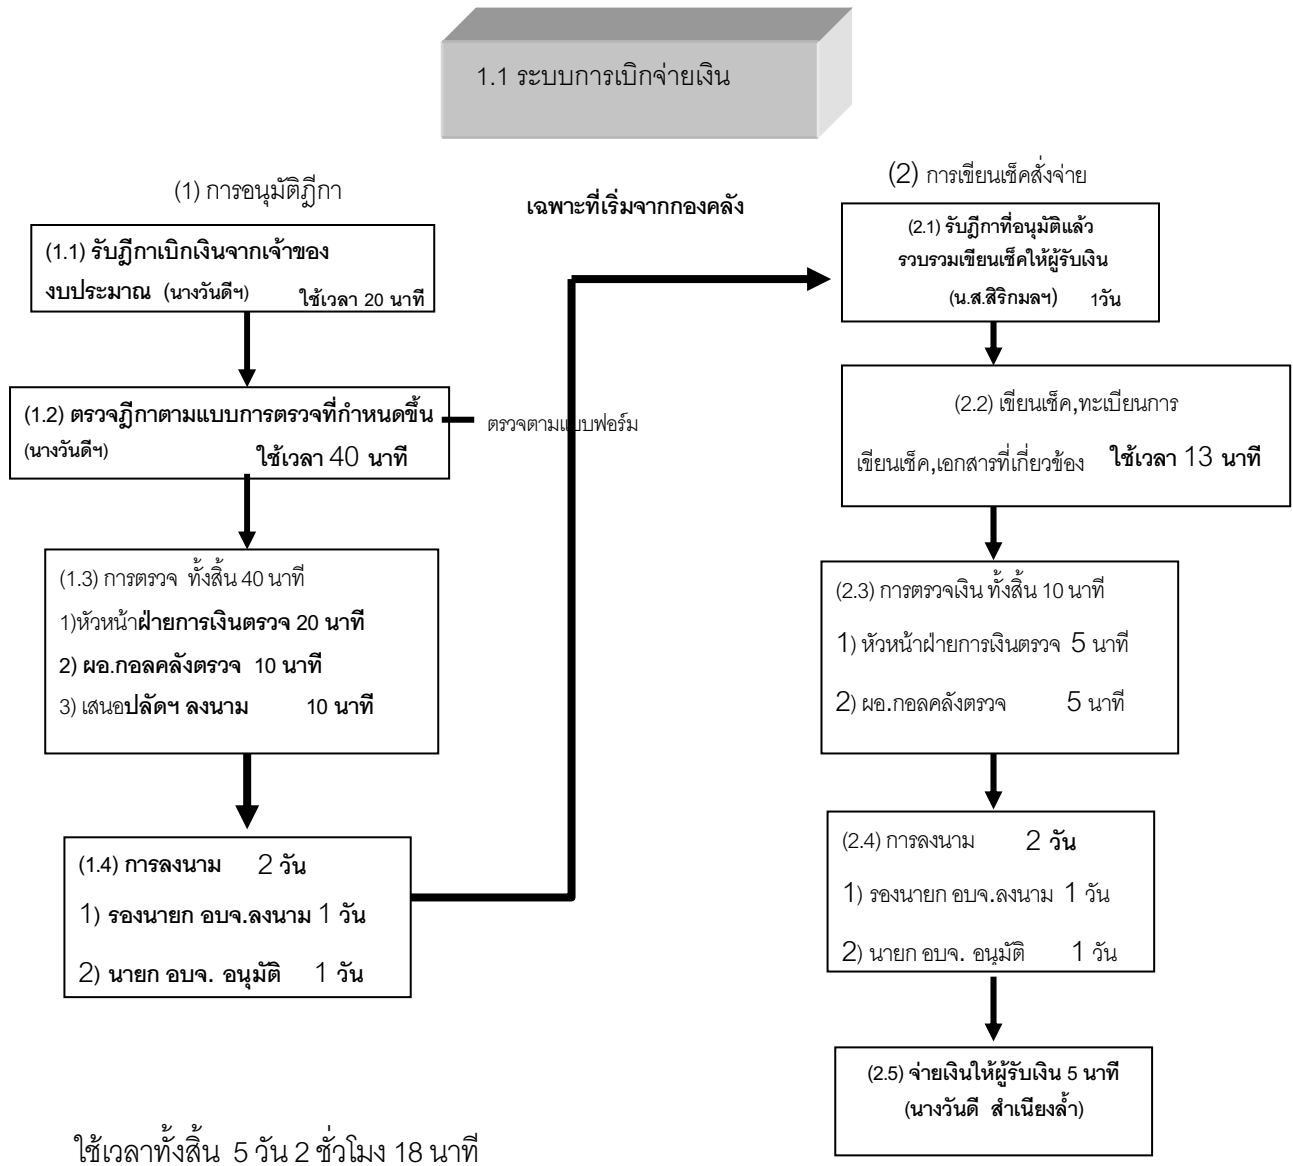 1.1 ระบบการเบิกจ่ายเงิน
(1) การอนุมัติฎีกา
เฉพาะที่เริ่มจากกองคลัง
(1.1) รับฎีกาเบิกเงินจากเจ้าของ
งบประมาณ (นางวันดีฯ) ใช้เวลา 20 นาที
(1.2) ตรวจฎีกาตามแบบการตรวจที่กำหนดขึ้น
(นางวันดีฯ) ใช้เวลา 40 นาที
ตรวจตามแบบฟอร์ม
(1.3) การตรวจ ทั้งสิ้น 40 นาที
1)หัวหน้าฝ่ายการเงินตรวจ 20 นาที
2) ผอ.กอลคลังตรวจ 10 นาที
3) เสนอปลัดฯ ลงนาม 10 นาที
(1.4) การลงนาม 2 วัน
1) รองนายก อบจ.ลงนาม 1 วัน
2) นายก อบจ. อนุมัติ 1 วัน
(2) การเขียนเช็คสั่งจ่าย
(2.1) รับฎีกาที่อนุมัติแล้ว
รวบรวมเขียนเช็คให้ผู้รับเงิน
(น.ส.สิริกมลฯ) 1วัน
(2.2) เขียนเช็ค,ทะเบียนการ
เขียนเช็ค,เอกสารที่เกี่ยวข้อง ใช้เวลา 13 นาที
(2.3) การตรวจเงิน ทั้งสิ้น 10 นาที
1) หัวหน้าฝ่ายการเงินตรวจ 5 นาที
2) ผอ.กอลคลังตรวจ 5 นาที
(2.4) การลงนาม 2 วัน
1) รองนายก อบจ.ลงนาม 1 วัน
2) นายก อบจ. อนุมัติ 1 วัน
(2.5) จ่ายเงินให้ผู้รับเงิน 5 นาที
(นางวันดี สำเนียงล้ำ)
ใช้เวลาทั้งสิ้น 5 วัน 2 ชั่วโมง 18 นาที